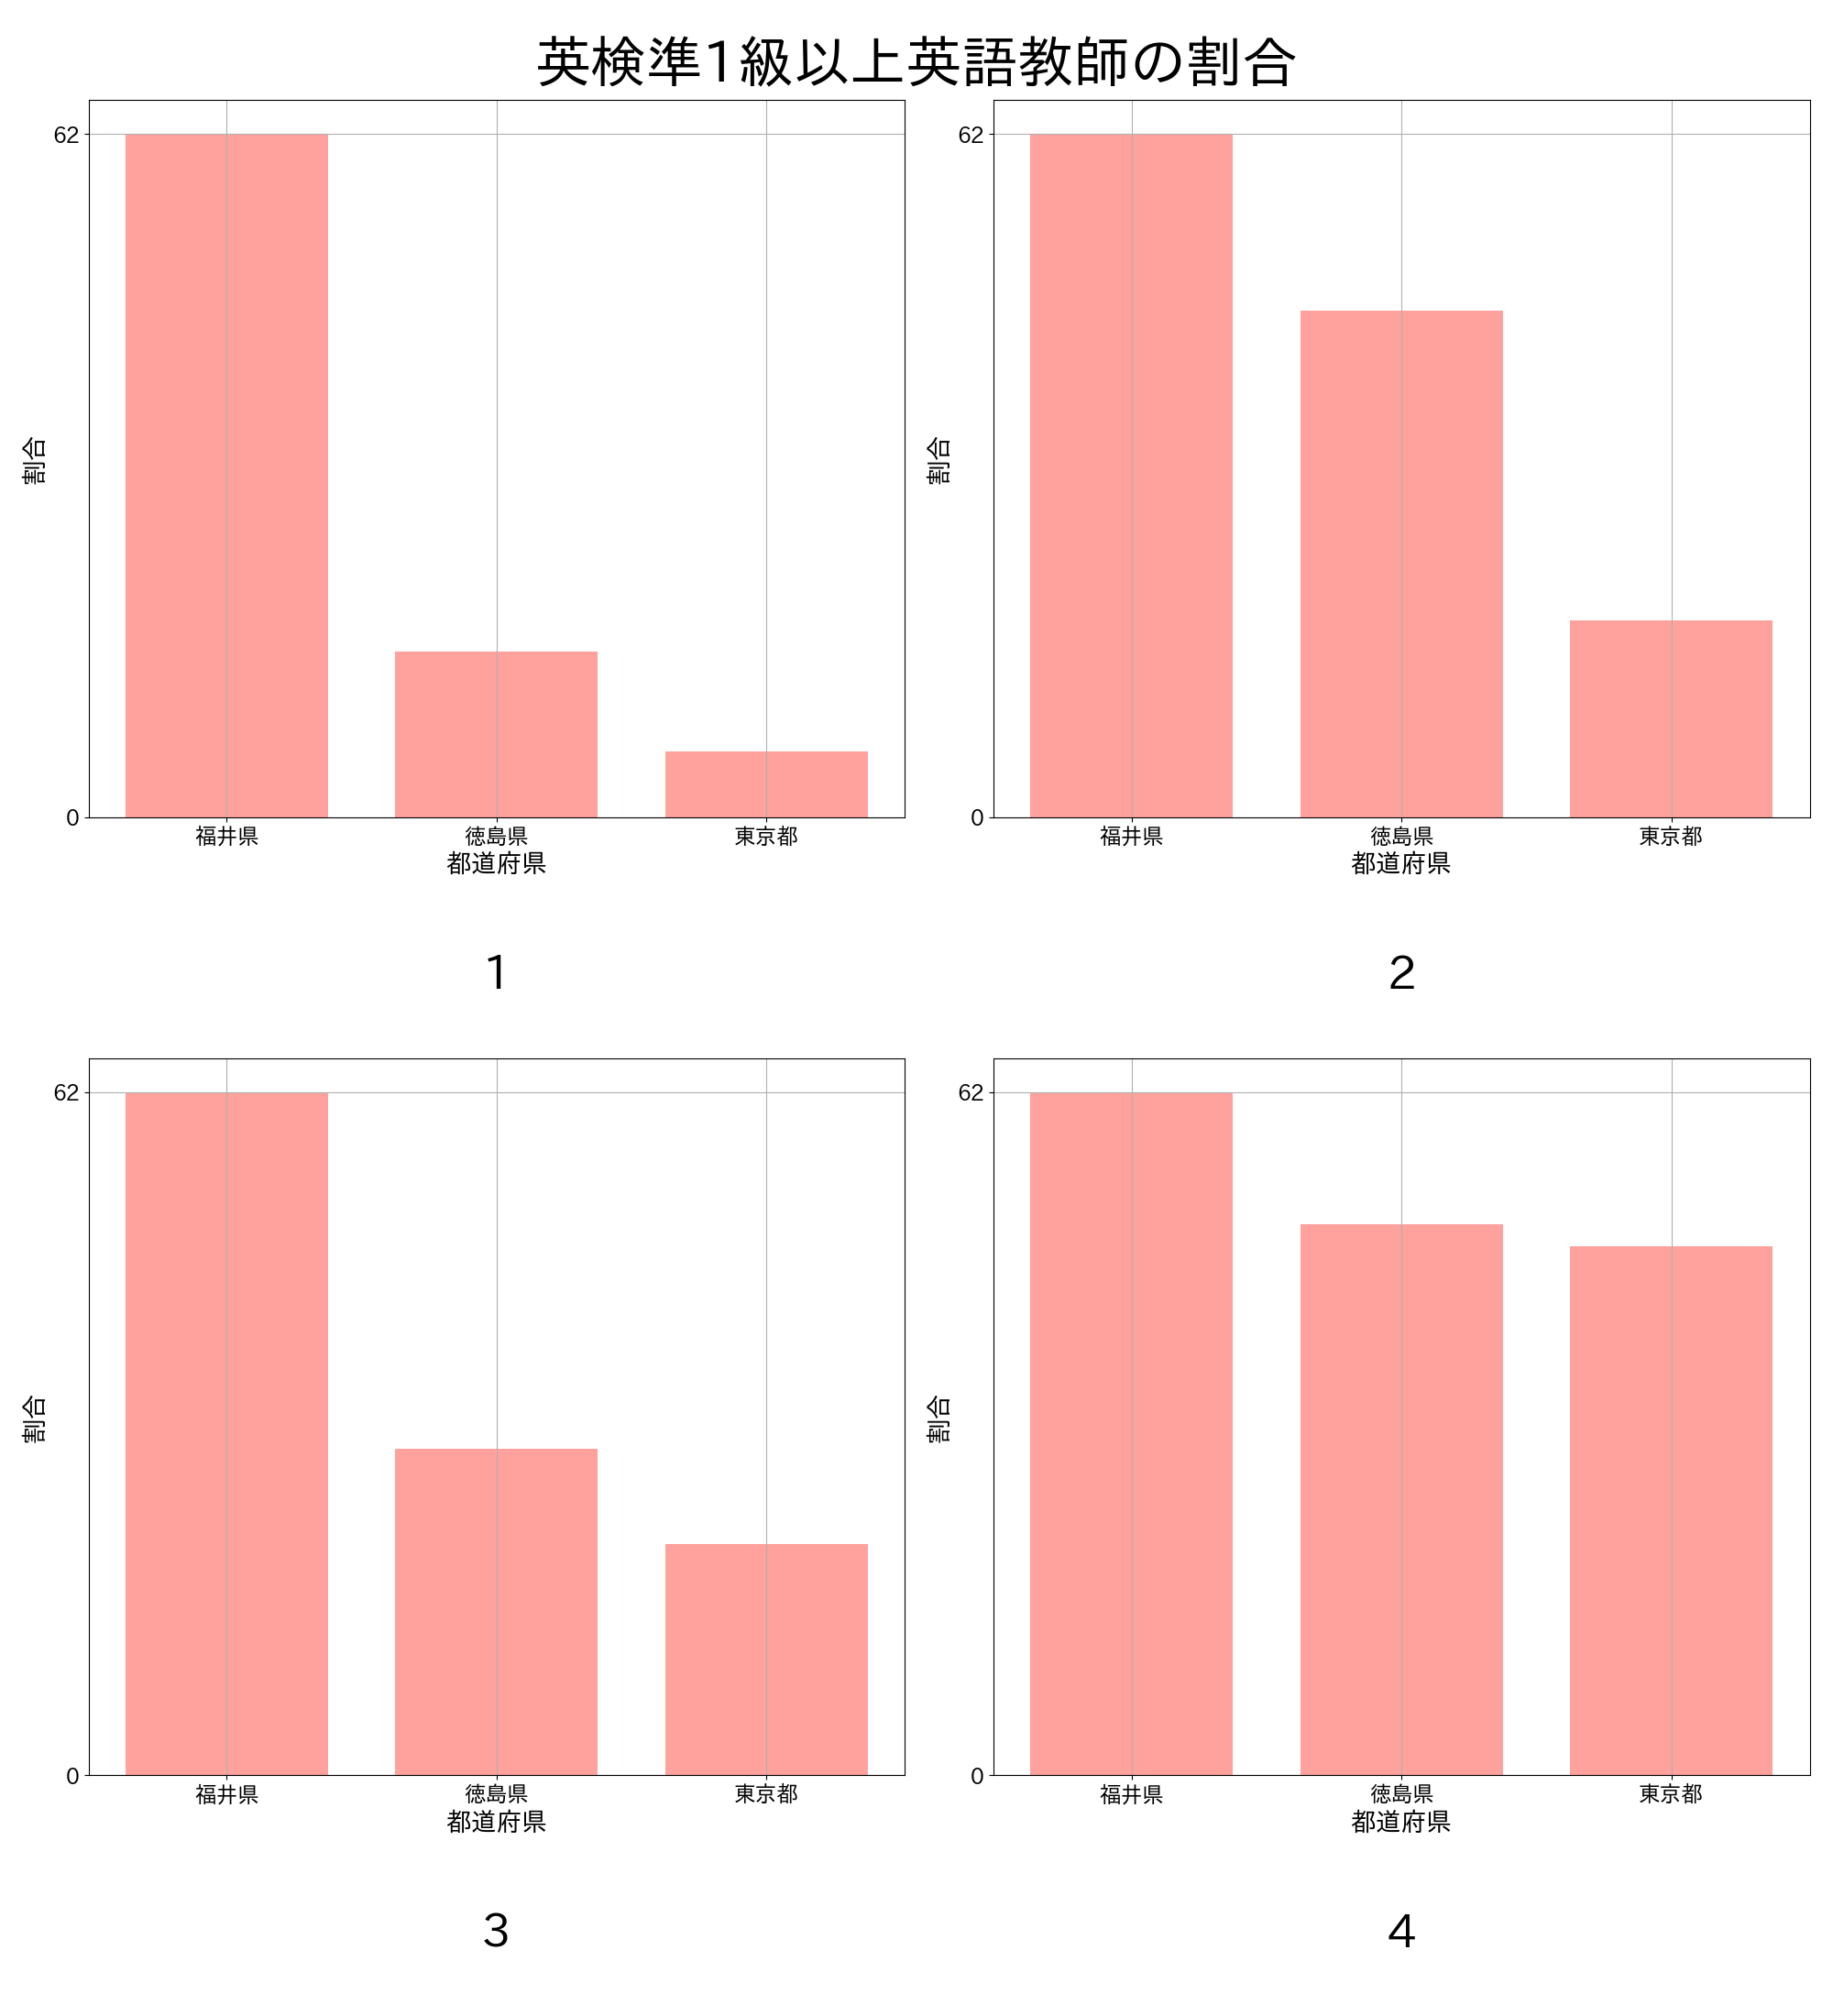 英検準1級以上英語教師の割合
62
0
割合
福井県 徳島県 東京都
都道府県
1
62
0
割合
福井県 徳島県 東京都
都道府県
2
62
0
割合
福井県 徳島県 東京都
都道府県
3
62
0
割合
福井県 徳島県 東京都
都道府県
4